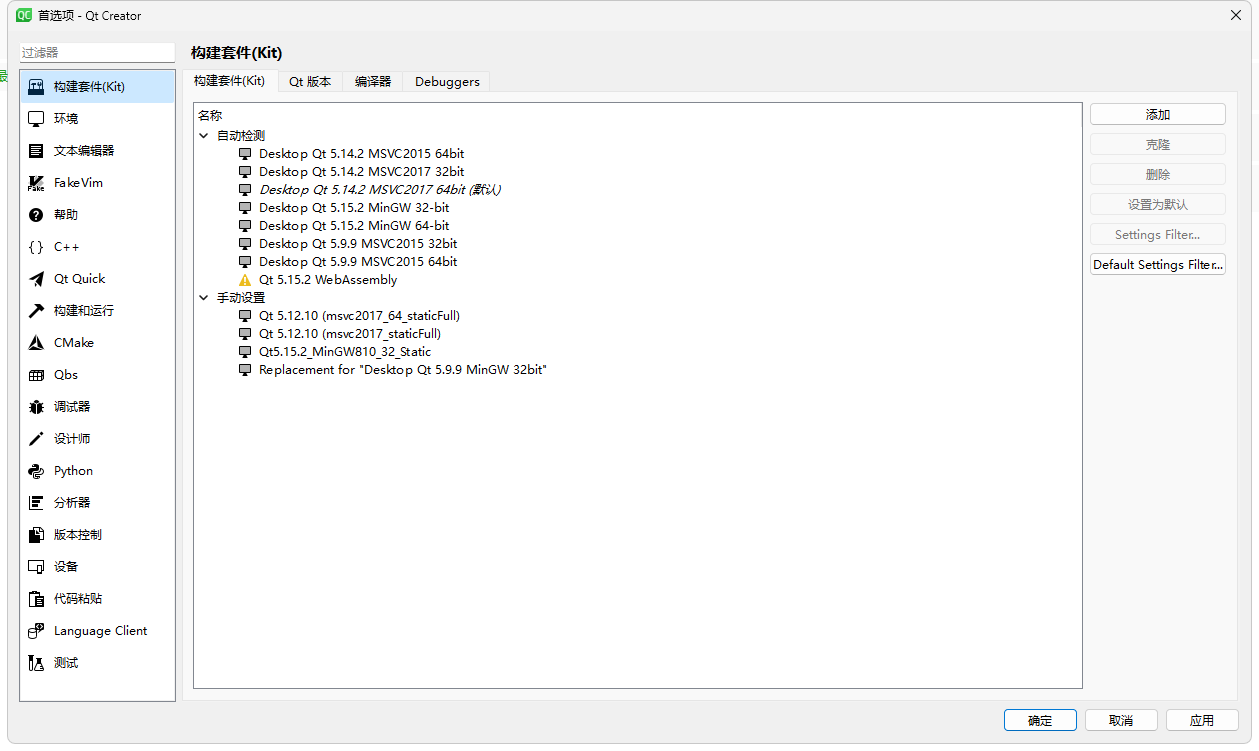 首选项 - Qt Creator
过滤器
构建套件(Kit)
环境
文本编辑器
FakeVim
帮助
C++
Qt Quick
构建和运行
CMake
Qbs
调试器
设计师
Python
分析器
版本控制
设备
代码粘贴
Language Client
测试
构建套件(Kit)
构建套件(Kit) Qt 版本 编译器 Debuggers
名称
自动检测
Desktop Qt 5.14.2 MSVC2015 64bit
Desktop Qt 5.14.2 MSVC2017 32bit
Desktop Qt 5.14.2 MSVC2017 64bit (默认)
Desktop Qt 5.15.2 MinGW 32-bit
Desktop Qt 5.15.2 MinGW 64-bit
Desktop Qt 5.9.9 MSVC2015 32bit
Desktop Qt 5.9.9 MSVC2015 64bit
Qt 5.15.2 WebAssembly
手动设置
Qt 5.12.10 (msvc2017_64_staticFull)
Qt 5.12.10 (msvc2017_staticFull)
Qt5.15.2_MinGW810_32_Static
Replacement for "Desktop Qt 5.9.9 MinGW 32bit"
添加
克隆
删除
设置为默认
Settings Filter...
Default Settings Filter...
确定 取消 应用